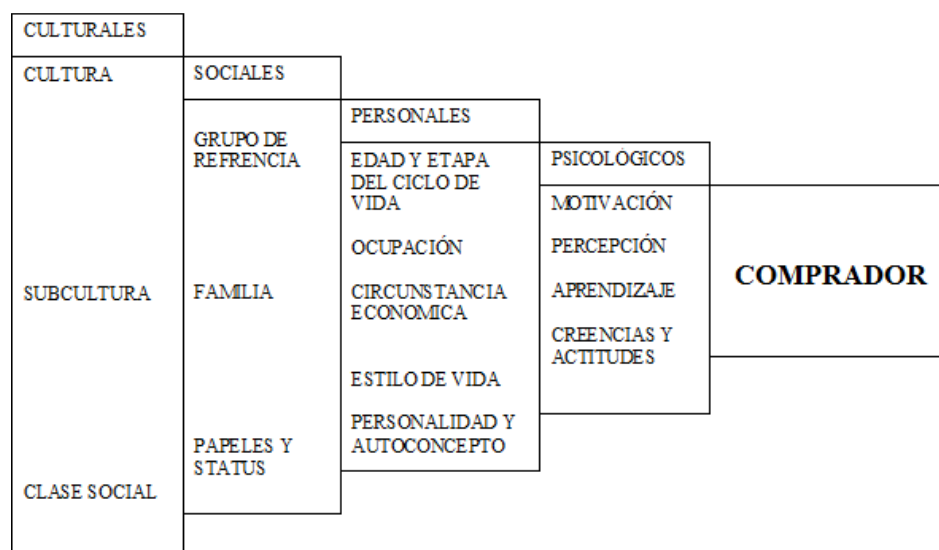 CULTURALES
CULTURA
SUBCULTURA
CLASE SOCIAL
SOCIALES
GRUPO DE
REFRENCIA
FAMILIA
PAPELES Y
STATUS
PERSONALES
EDAD Y ETAPA
DEL CICLO DE
VIDA
OCUPACIÓN
CIRCUNSTANCIA
ECONOMICA
ESTILO DE VIDA
PERSONALIDAD Y
AUTOCONCEPTO
PSICOLÓGICOS
MOTIVACIÓN
PERCEPCIÓN
APRENDIZAJE
CREENCIAS Y
ACTITUDES
COMPRADOR